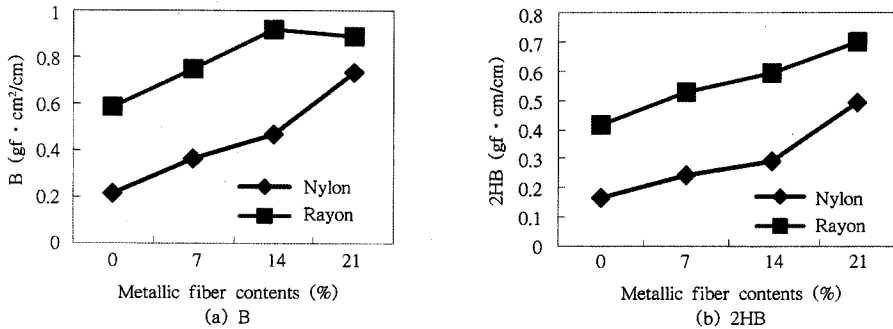 1
0.8
0.6
0.4
0.2
0
B (gf・cm²/cm)
Nylon
Rayon
0 7 14 21
Metallic fiber contents (%)
(a) B
0.8
0.7
0.6
0.5
0.4
0.3
0.2
0.1
0
2HB (gf・cm/cm)
Nylon
Rayon
0 7 14 21
Metallic fiber contents (%)
(b) 2HB